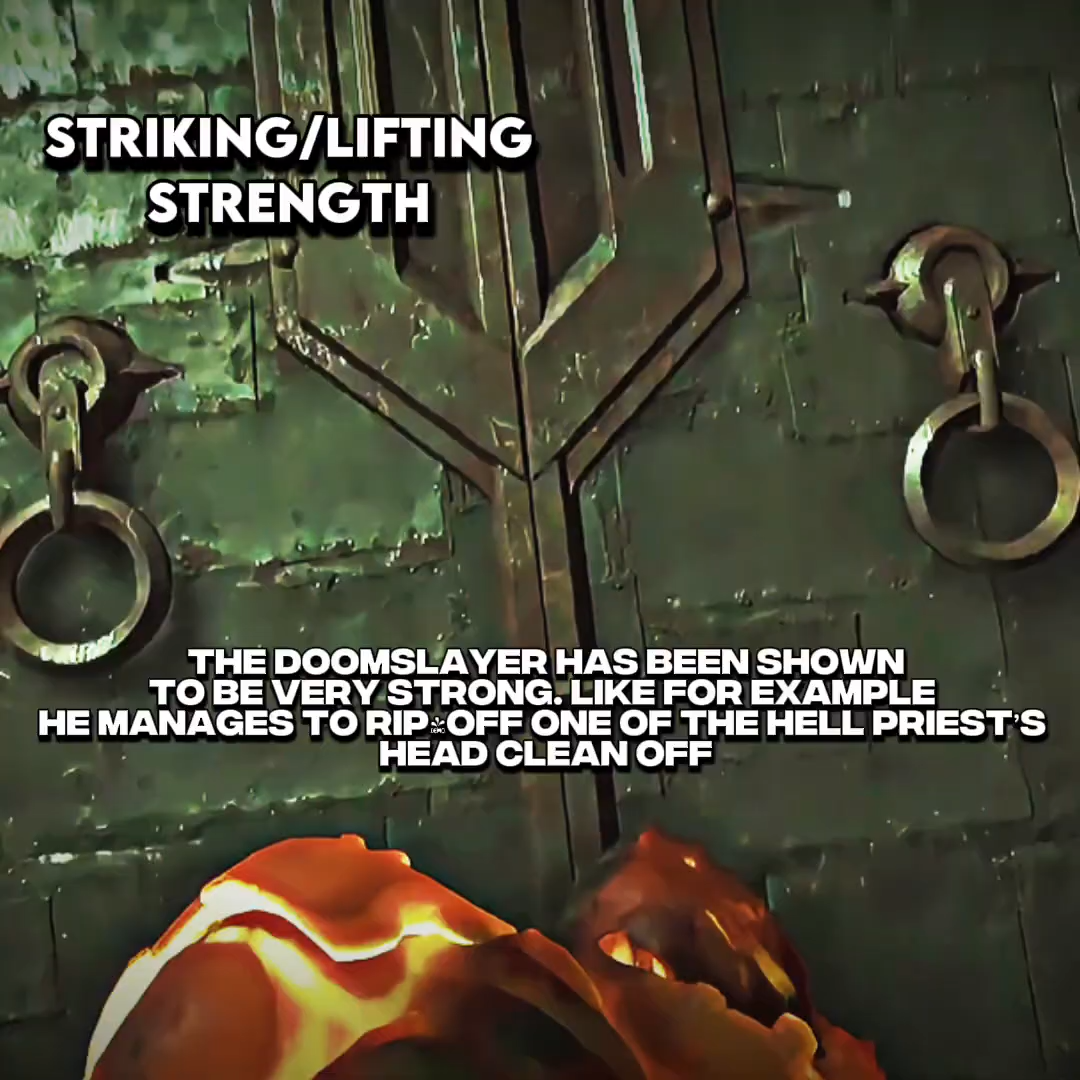 STRIKING/LIFTING
STRENGTH
THE DOOMSLAYER HAS BEEN SHOWN
TO BE VERY STRONG. LIKE FOR EXAMPLE
HE MANAGES TO RIP OFF ONE OF THE HELL PRIEST'S
HEAD CLEAN OFF